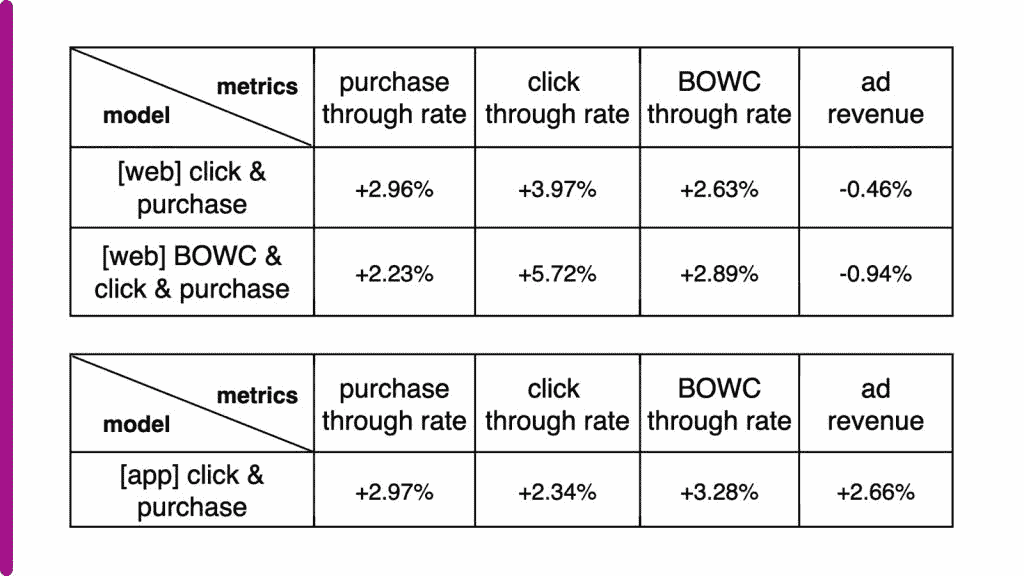 metrics
model
purchase through rate
click through rate
BOWC through rate
ad revenue
[web] click & purchase
+2.96%
+3.97%
+2.63%
-0.46%
[web] BOWC & click & purchase
+2.23%
+5.72%
+2.89%
-0.94%
metrics
model
purchase through rate
click through rate
BOWC through rate
ad revenue
[app] click & purchase
+2.97%
+2.34%
+3.28%
+2.66%